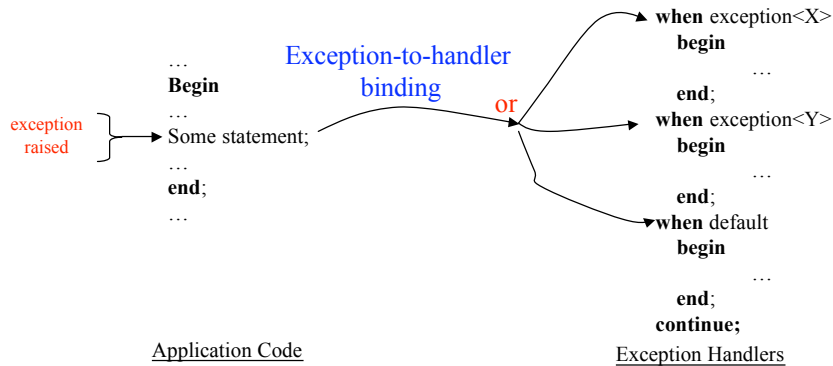 exception
raised
…
Begin
…
Some statement;
…
end;
…
Application Code
Exception-to-handler
binding
or
when exception<X>
begin
…
end;
when exception<Y>
begin
…
end;
when default
begin
…
end;
continue;
Exception Handlers